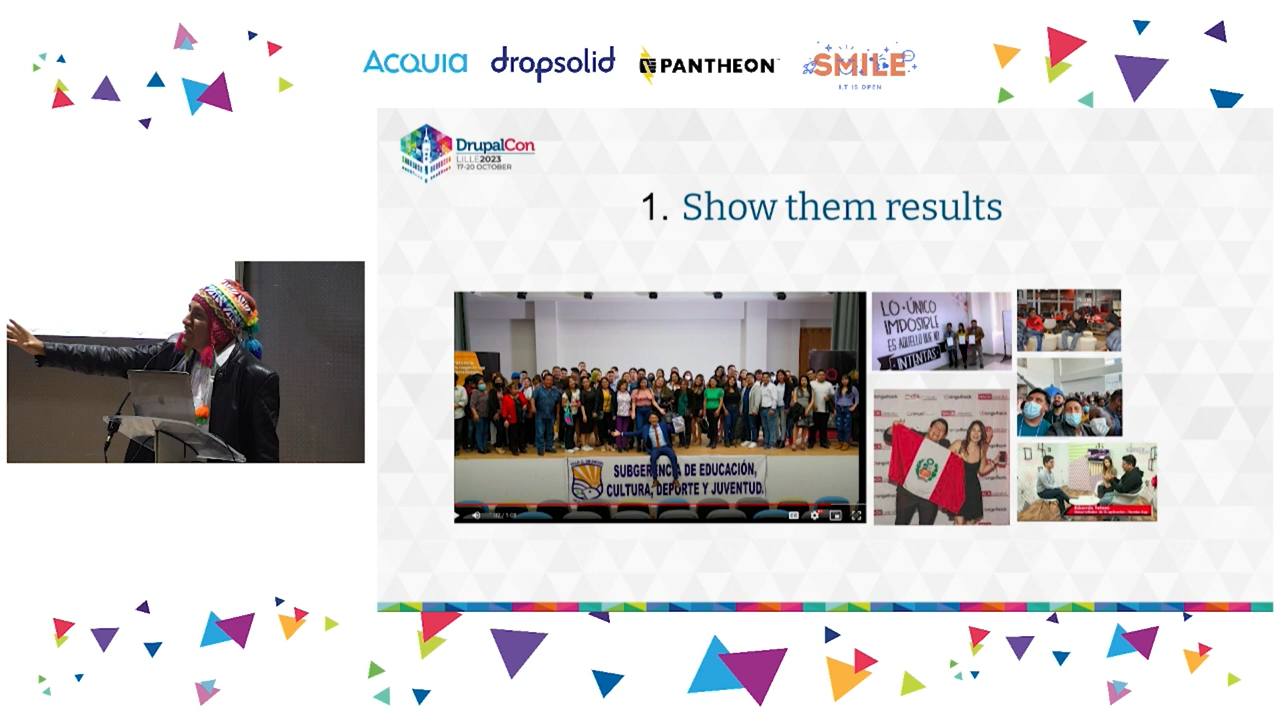 ACQUIA
dropsolid
PANTHEON
SMILE
I.T IS OPEN
DrupalCon
LILLE2023
17-20 OCTOBER
1. Show them results
LO·ÚNICO
IMPOSIBLE
ES AQUELLO QUE NO
INTENTAS
SUBGERENCIA DE EDUCACIÓN,
CULTURA, DEPORTE Y JUVENTUD.